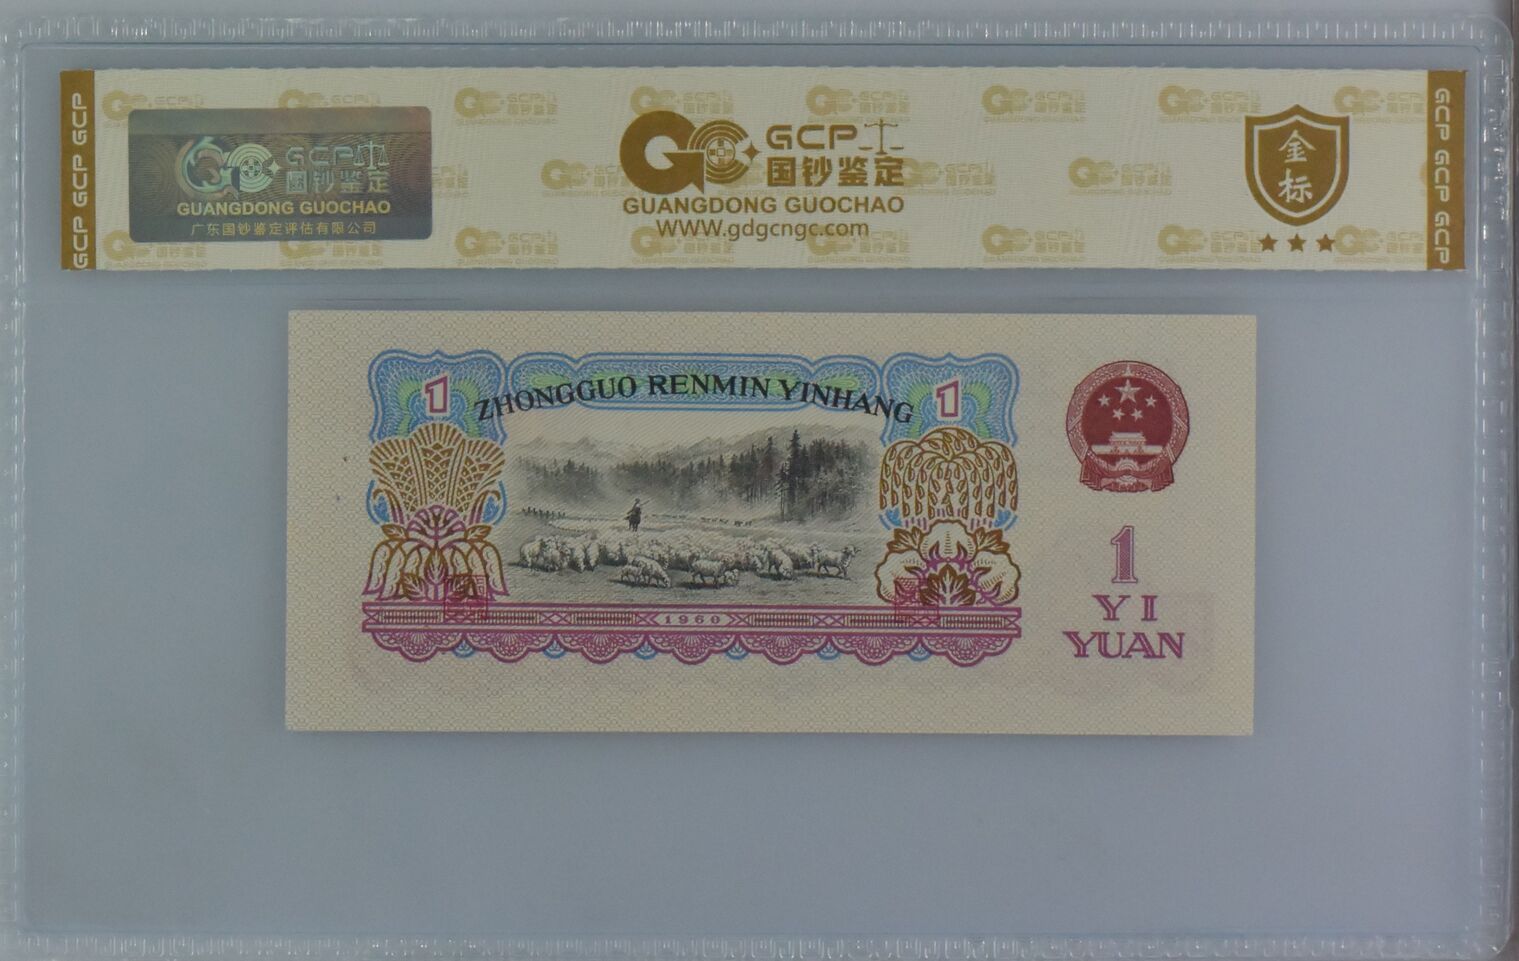 GCP GCP GCP
GCP
国钞鉴定
GUANGDONG GUOCHAO
广东国钞鉴定评估有限公司
GCP
国钞鉴定
GUANGDONG GUOCHAO
WWW.gdgcngc.com
金
标
GCP GCP GCP
1
ZHONGGUO RENMIN YINHANG
1
1960
1
YI
YUAN